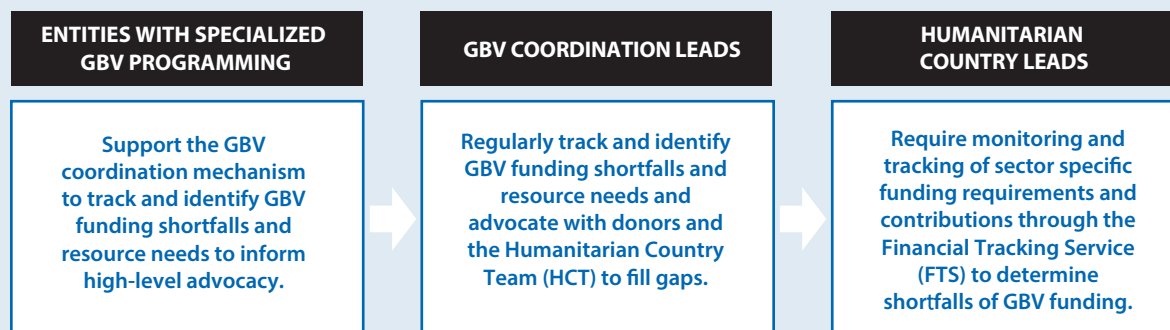 ENTITIES WITH SPECIALIZED
GBV PROGRAMMING
Support the GBV
coordination mechanism
to track and identify GBV
funding shortfalls and
resource needs to inform
high-level advocacy.
GBV COORDINATION LEADS
Regularly track and identify
GBV funding shortfalls and
resource needs and
advocate with donors and
the Humanitarian Country
Team (HCT) to fill gaps.
HUMANITARIAN
COUNTRY LEADS
Require monitoring and
tracking of sector specific
funding requirements and
contributions through the
Financial Tracking Service
(FTS) to determine
shortfalls of GBV funding.